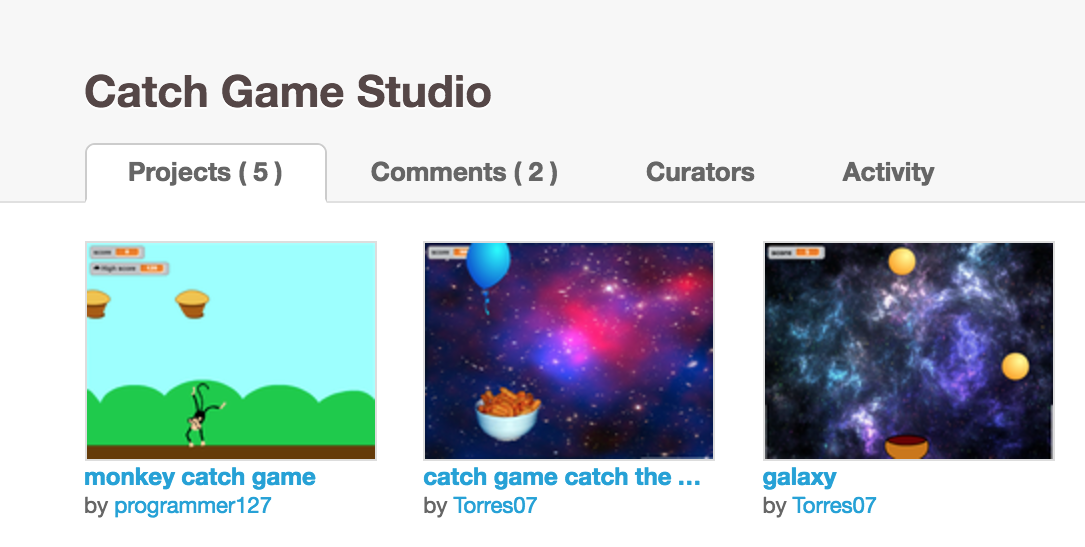 Catch Game Studio
Projects ( 5 )
Comments ( 2 )
Curators
Activity
score
High score
score
score
monkey catch game
catch game catch the ...
galaxy
by programmer127
by Torres07
by Torres07